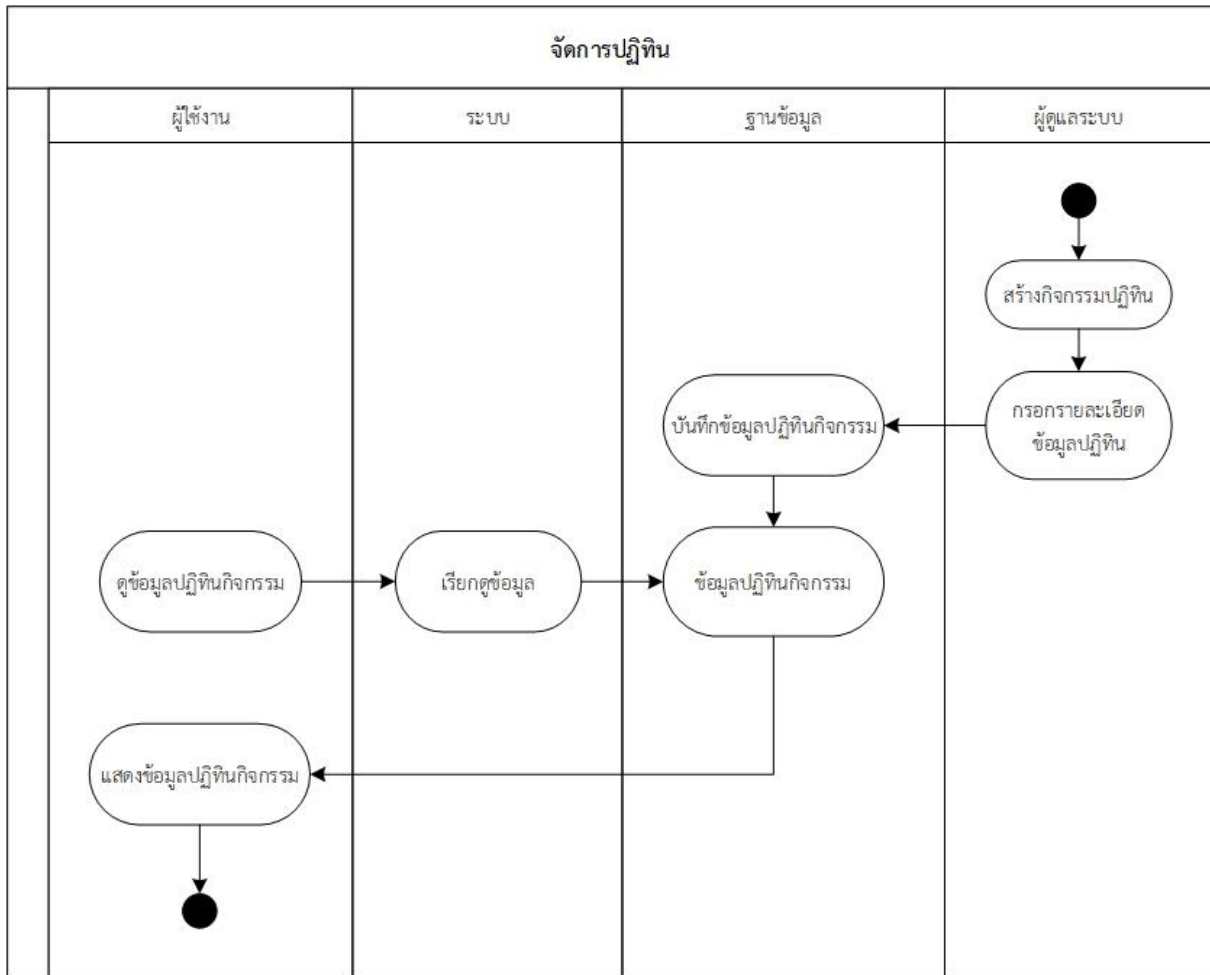 จัดการปฏิทิน
ผู้ใช้งาน
ระบบ
ฐานข้อมูล
ผู้ดูแลระบบ
สร้างกิจกรรมปฏิทิน
กรอกรายละเอียด
ข้อมูลปฏิทิน
บันทึกข้อมูลปฏิทินกิจกรรม
ดูข้อมูลปฏิทินกิจกรรม
เรียกดูข้อมูล
ข้อมูลปฏิทินกิจกรรม
แสดงข้อมูลปฏิทินกิจกรรม